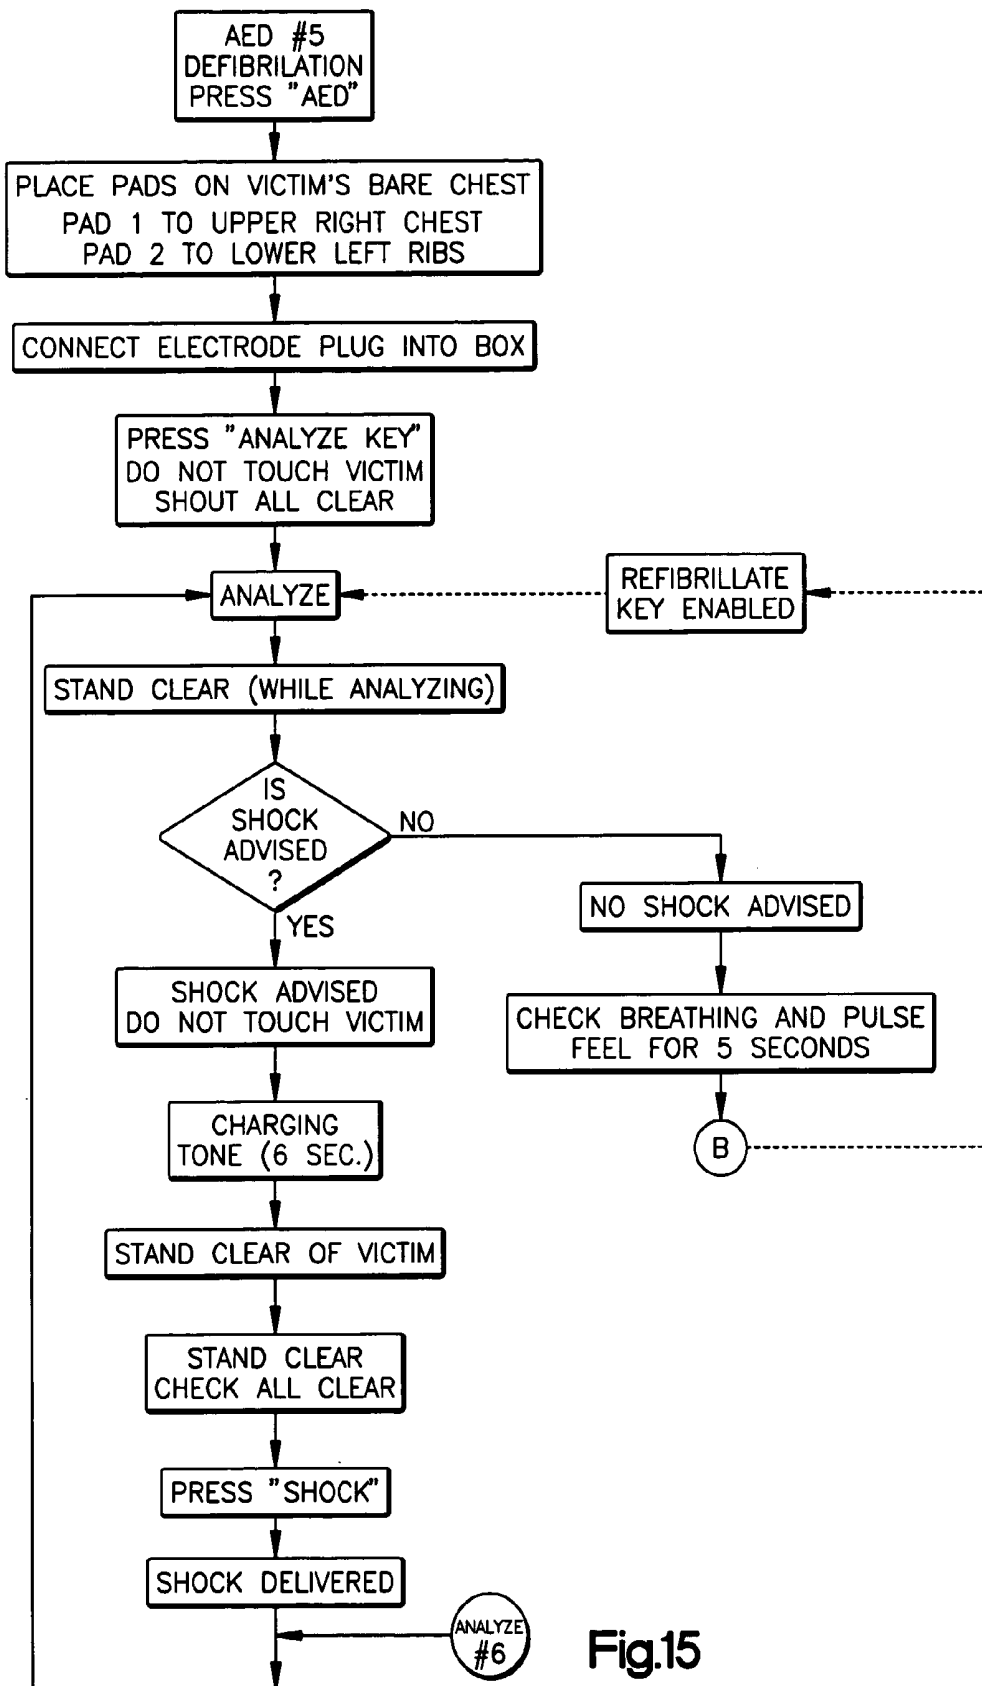 AED #5
DEFIBRILATION
PRESS "AED"
PLACE PADS ON VICTIM'S BARE CHEST
PAD 1 TO UPPER RIGHT CHEST
PAD 2 TO LOWER LEFT RIBS
CONNECT ELECTRODE PLUG INTO BOX
PRESS "ANALYZE KEY"
DO NOT TOUCH VICTIM
SHOUT ALL CLEAR
ANALYZE
REFIBRILLATE
KEY ENABLED
STAND CLEAR (WHILE ANALYZING)
IS
SHOCK
ADVISED
?
NO
YES
NO SHOCK ADVISED
SHOCK ADVISED
DO NOT TOUCH VICTIM
CHECK BREATHING AND PULSE
FEEL FOR 5 SECONDS
CHARGING
TONE (6 SEC.)
B
STAND CLEAR OF VICTIM
STAND CLEAR
CHECK ALL CLEAR
PRESS "SHOCK"
SHOCK DELIVERED
ANALYZE
#6
Fig.15